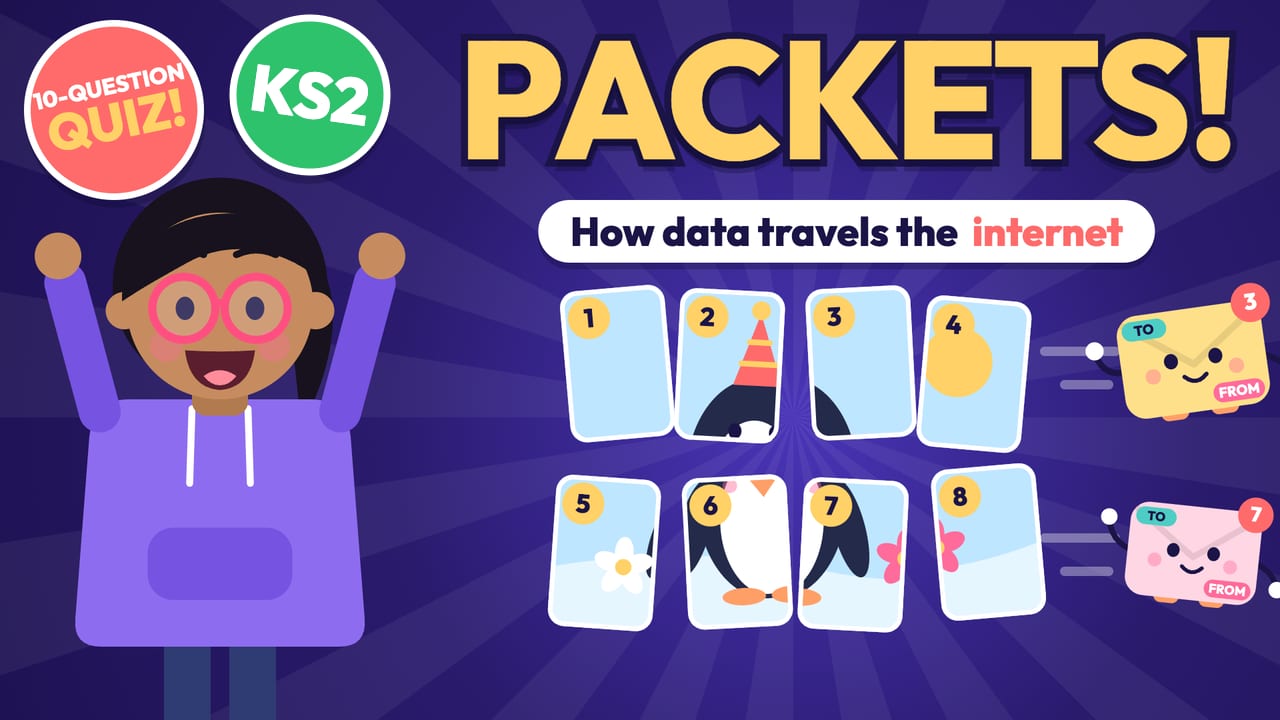 10-QUESTION
QUIZ!
KS2
PACKETS!
How data travels the internet
1
2
3
4
TO
3
FROM
5
6
7
8
TO
7
FROM